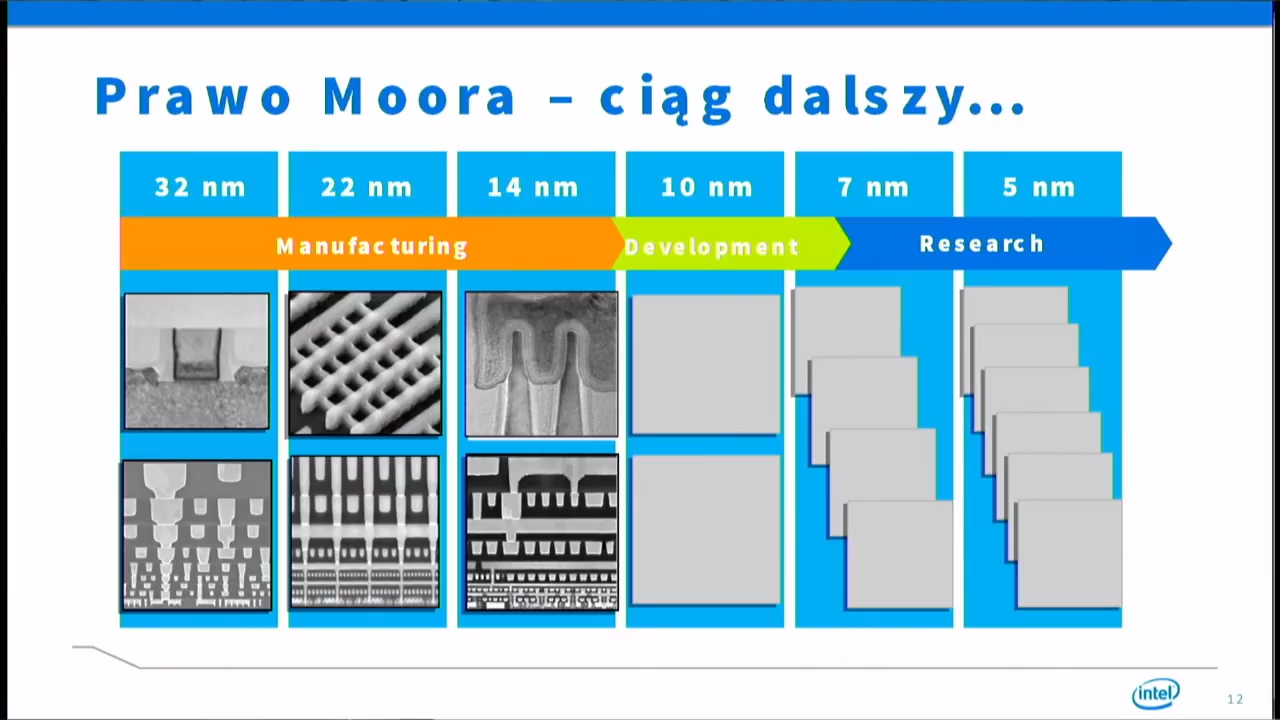 Prawo Moora – ciąg dalszy...
32 nm 22 nm 14 nm 10 nm 7 nm 5 nm
Manufacturing Development Research
intel
12